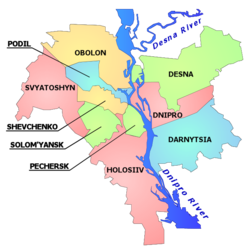 Desna River
OBOLON
PODIL
DESNA
SVYATOSHYN
DNIPRO
SHEVCHENKO
DARNYTSIA
SOLOM'YANSK
PECHERSK
HOLOSIIV
Dnipro River